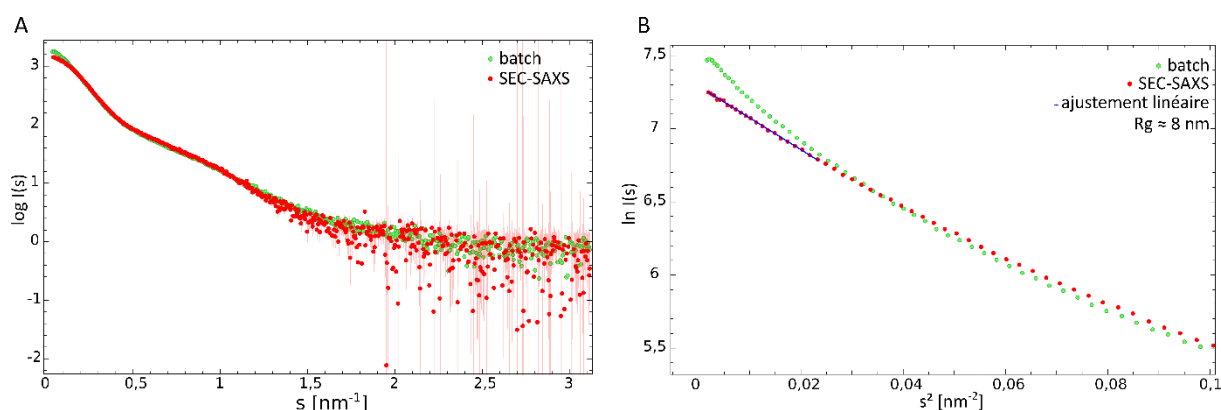 A
batch
SEC-SAXS
log I(s)
3
2
1
0
-1
-2
0
0,5
1
1,5
2
2,5
3
s [nm⁻¹]
B
batch
SEC-SAXS
ajustement linéaire
Rg ≈ 8 nm
ln I(s)
7,5
7
6,5
6
5,5
0
0,02
0,04
0,06
0,08
0,1
s² [nm⁻²]